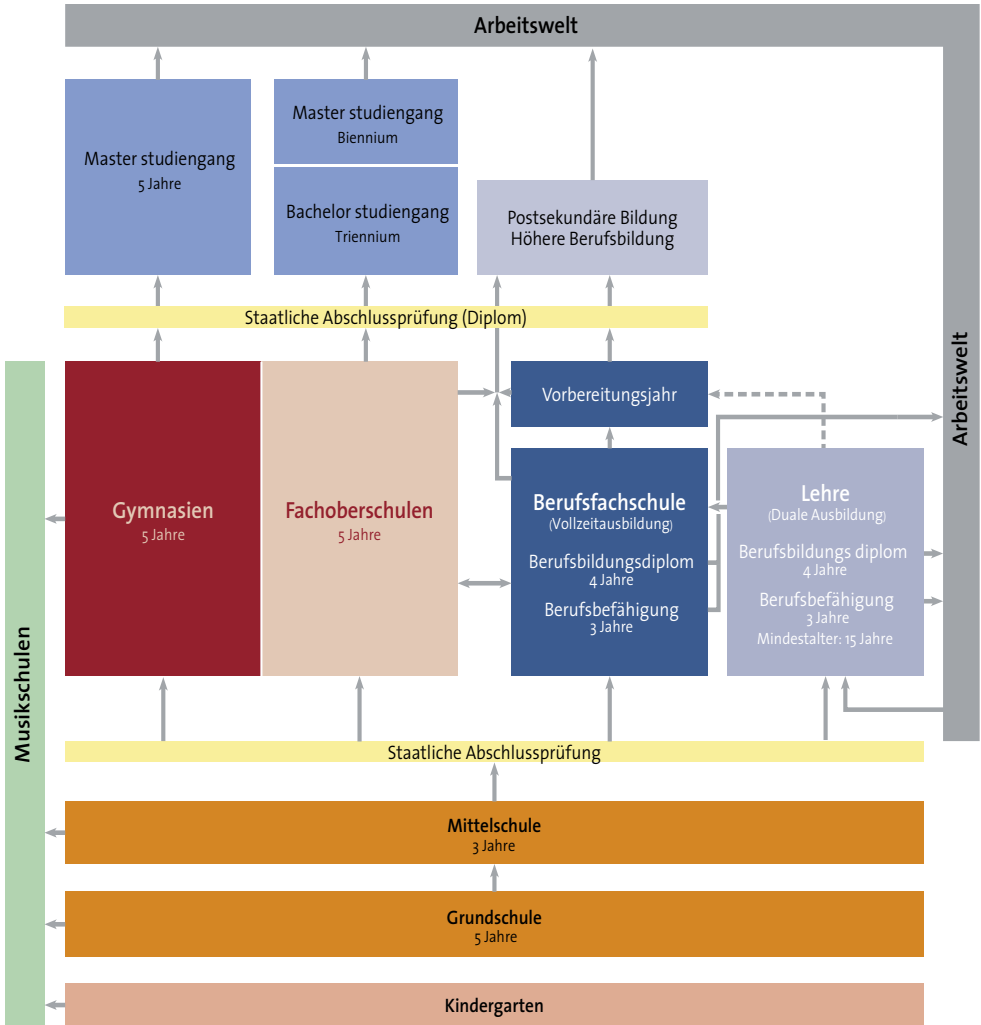 Arbeitswelt
Master studiengang
5 Jahre
Master studiengang
Biennium
Bachelor studiengang
Triennium
Postsekundäre Bildung
Höhere Berufsbildung
Staatliche Abschlussprüfung (Diplom)
Arbeitswelt
Musikschulen
Gymnasien
5 Jahre
Fachoberschulen
5 Jahre
Vorbereitungsjahr
Berufsfachschule
(Vollzeitausbildung)
Berufsbildungsdiplom
4 Jahre
Berufsbefähigung
3 Jahre
Lehre
(Duale Ausbildung)
Berufsbildungs diplom
4 Jahre
Berufsbefähigung
3 Jahre
Mindestalter: 15 Jahre
Staatliche Abschlussprüfung
Mittelschule
3 Jahre
Grundschule
5 Jahre
Kindergarten